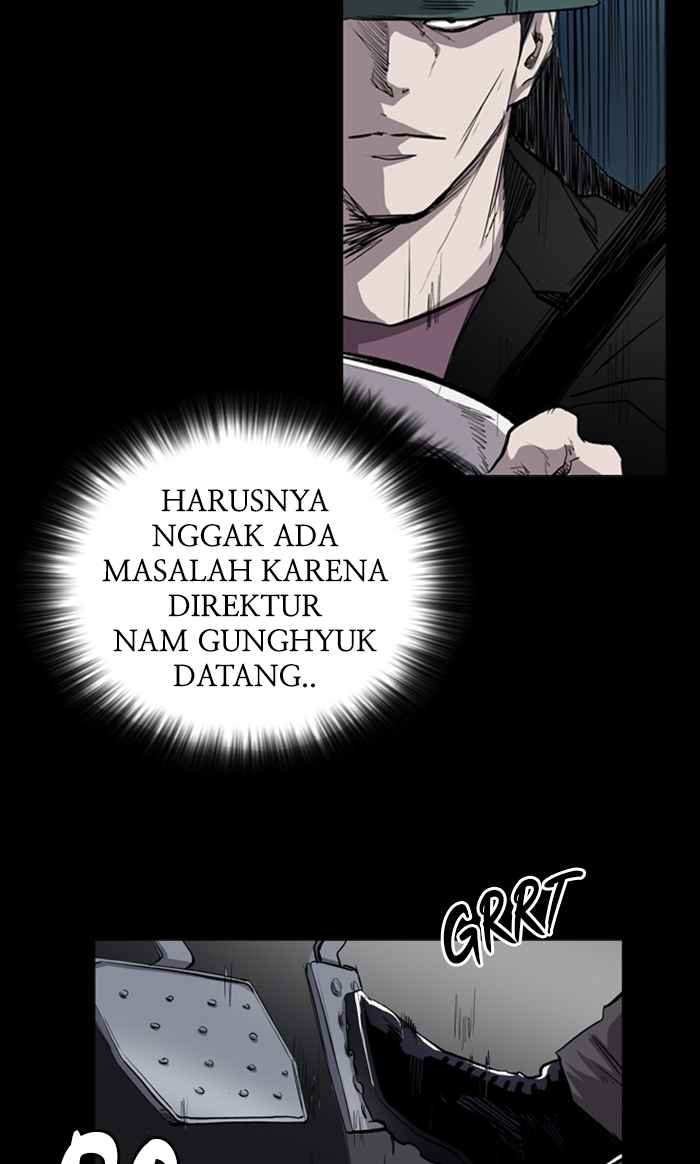 HARUSNYA
NGGAK ADA
MASALAH KARENA
DIREKTUR
NAM GUNGHYUK
DATANG..
GRRT